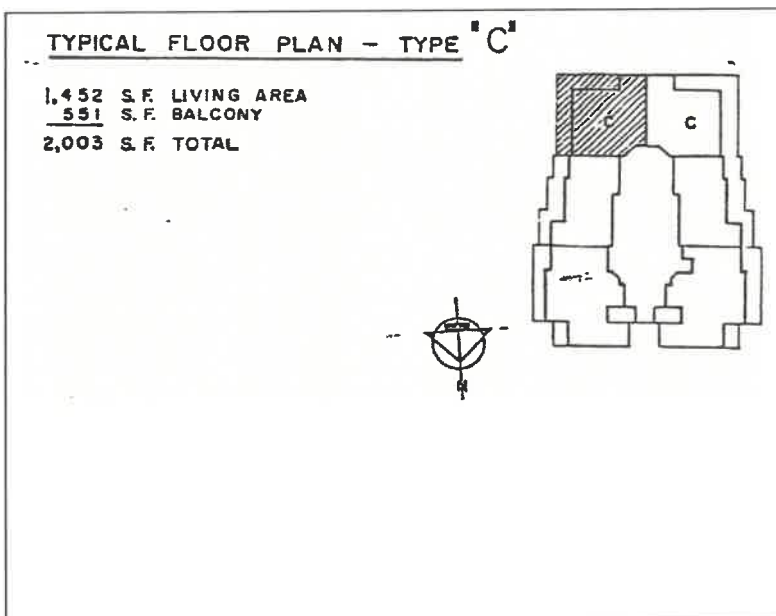 TYPICAL FLOOR PLAN - TYPE "C"
1,452 S.F. LIVING AREA
551 S.F. BALCONY
2,003 S.F. TOTAL
C
C
N